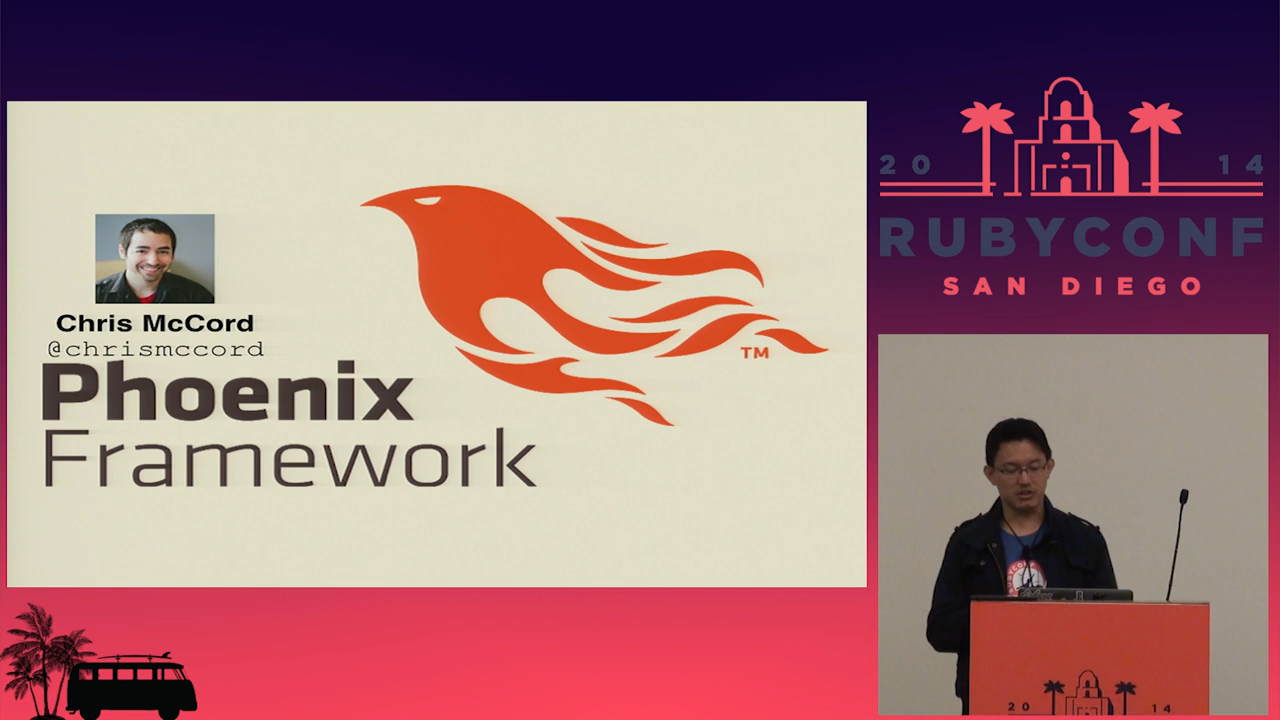 Chris McCord
@chrismccord
Phoenix
Framework
TM
20 14
RUBYCONF
SAN DIEGO
20 14